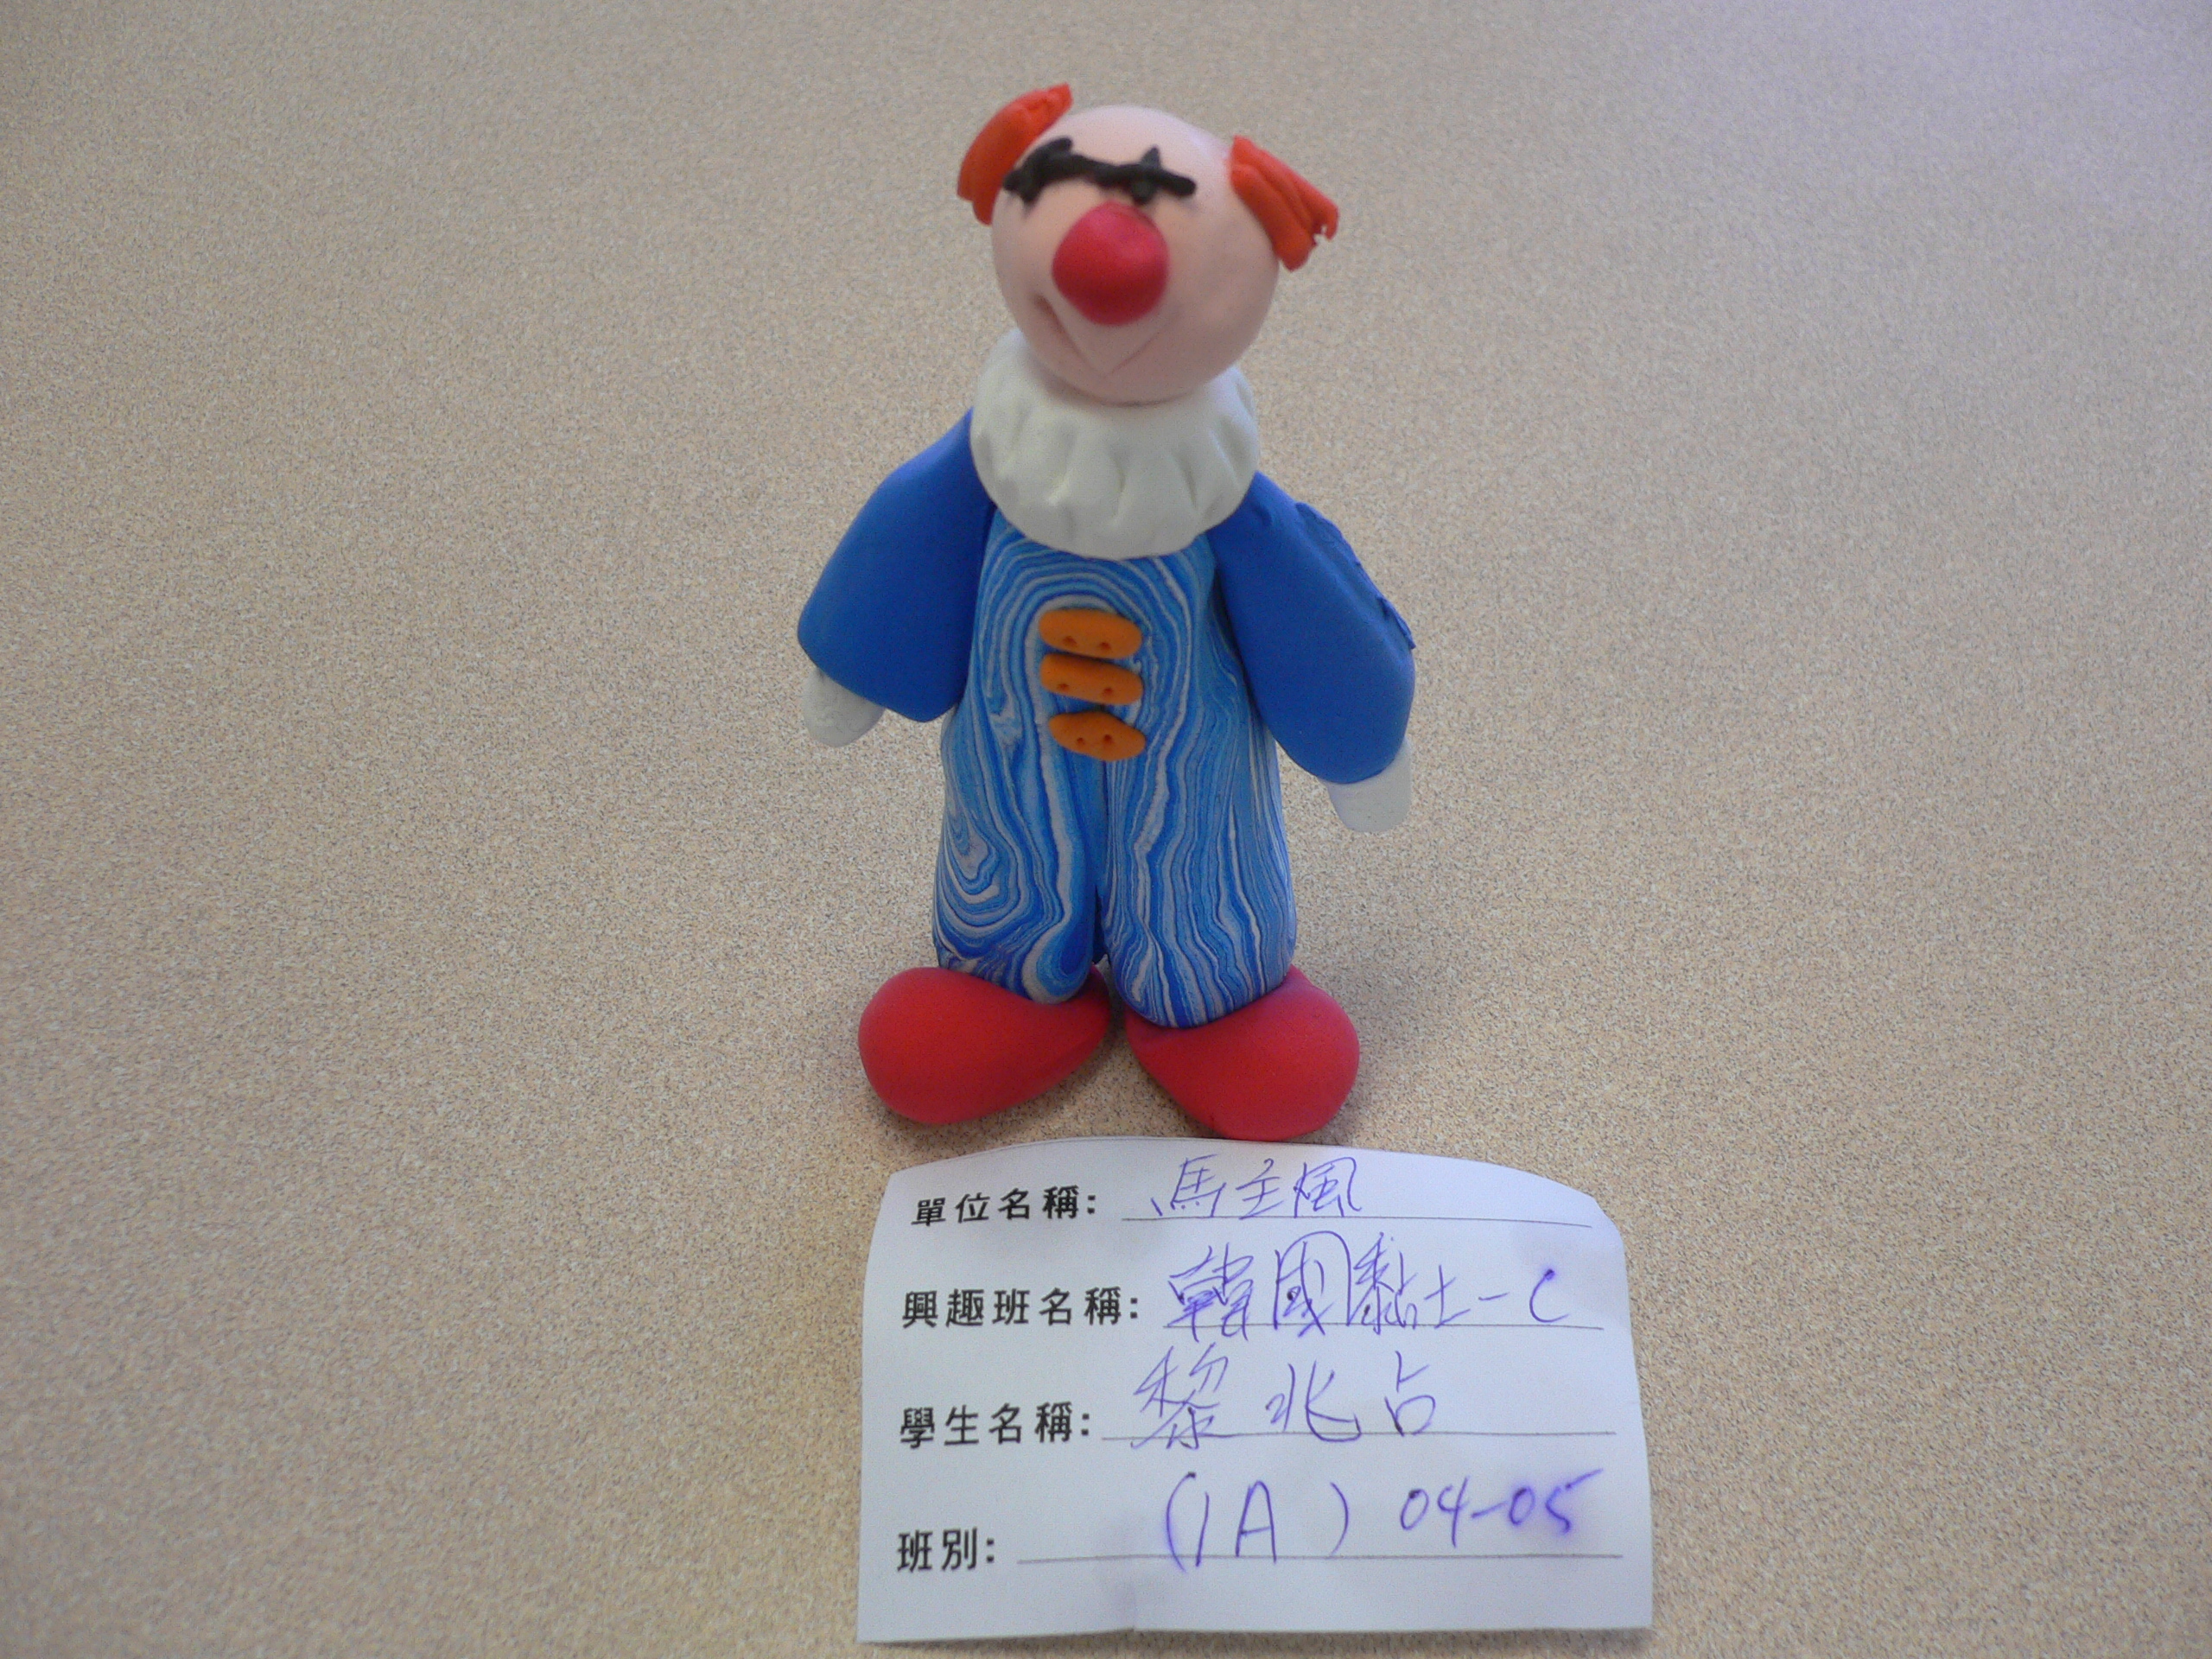 單位名稱: 馬主風
興趣班名稱: 韓國黏土-C
學生名稱: 黎兆占
班別: (1A) 04-05